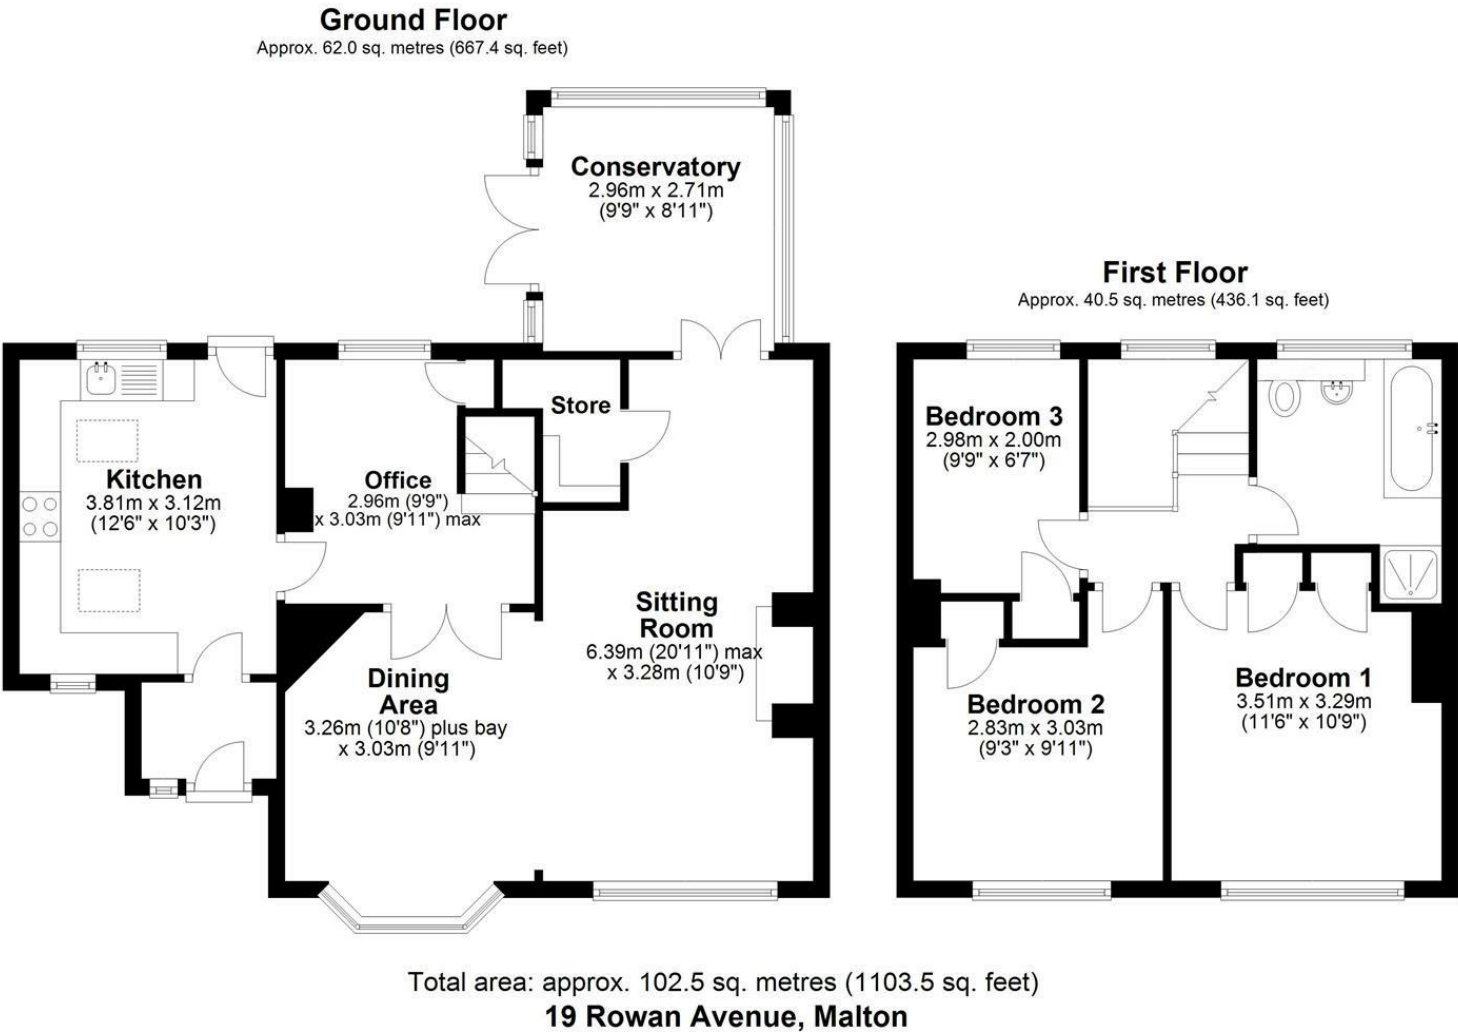 Ground Floor
Approx. 62.0 sq. metres (667.4 sq. feet)
Conservatory
2.96m x 2.71m
(9'9" x 8'11")
Store
Kitchen
3.81m x 3.12m
(12'6" x 10'3")
Office
2.96m (9'9")
x 3.03m (9'11") max
Sitting
Room
6.39m (20'11") max
x 3.28m (10'9")
Dining
Area
3.26m (10'8") plus bay
x 3.03m (9'11")
First Floor
Approx. 40.5 sq. metres (436.1 sq. feet)
Bedroom 3
2.98m x 2.00m
(9'9" x 6'7")
Bedroom 2
2.83m x 3.03m
(9'3" x 9'11")
Bedroom 1
3.51m x 3.29m
(11'6" x 10'9")
Total area: approx. 102.5 sq. metres (1103.5 sq. feet)
19 Rowan Avenue, Malton